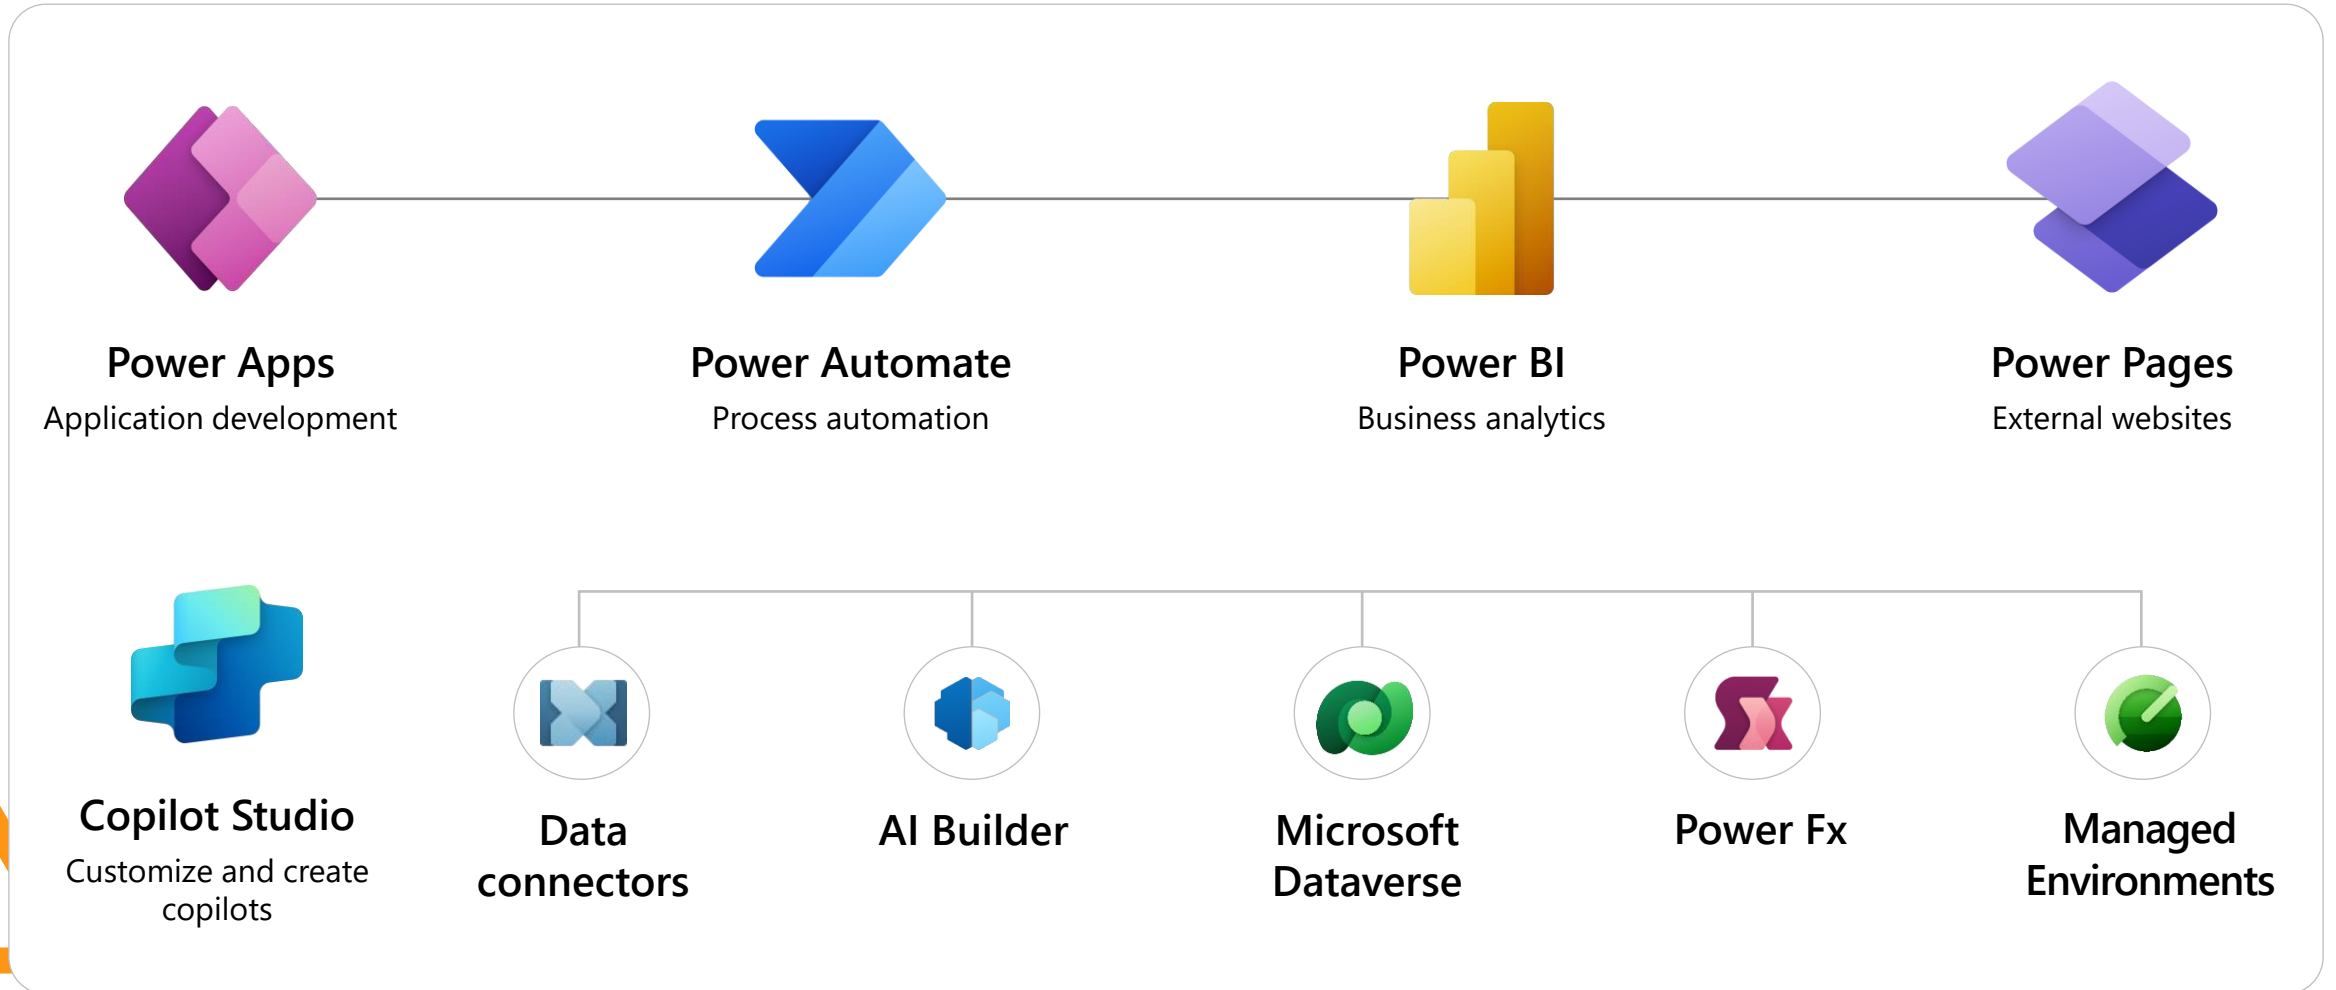 Power Apps
Application development
Power Automate
Process automation
Power BI
Business analytics
Power Pages
External websites
Copilot Studio
Customize and create
copilots
Data
connectors
AI Builder
Microsoft
Dataverse
Power Fx
Managed
Environments